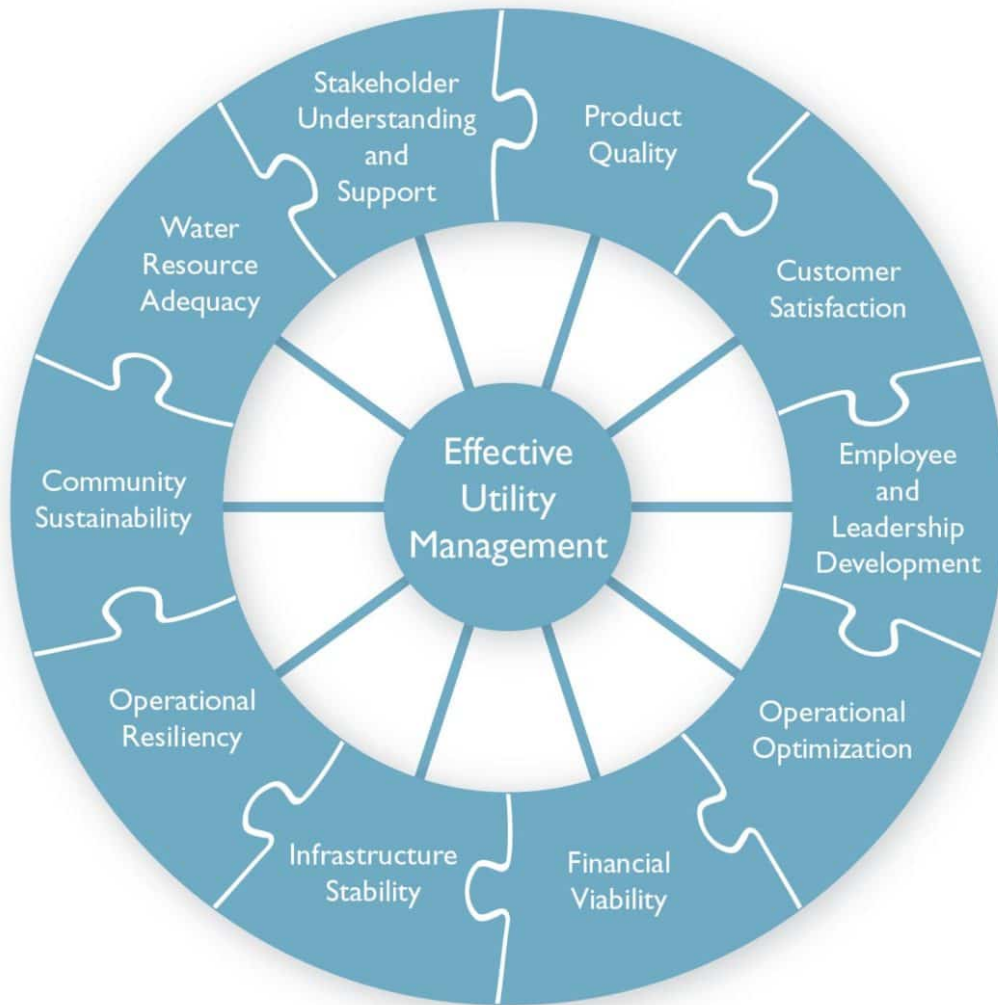 Stakeholder
Understanding
and
Support
Product
Quality
Customer
Satisfaction
Employee
and
Leadership
Development
Operational
Optimization
Financial
Viability
Infrastructure
Stability
Operational
Resiliency
Community
Sustainability
Water
Resource
Adequacy
Effective
Utility
Management